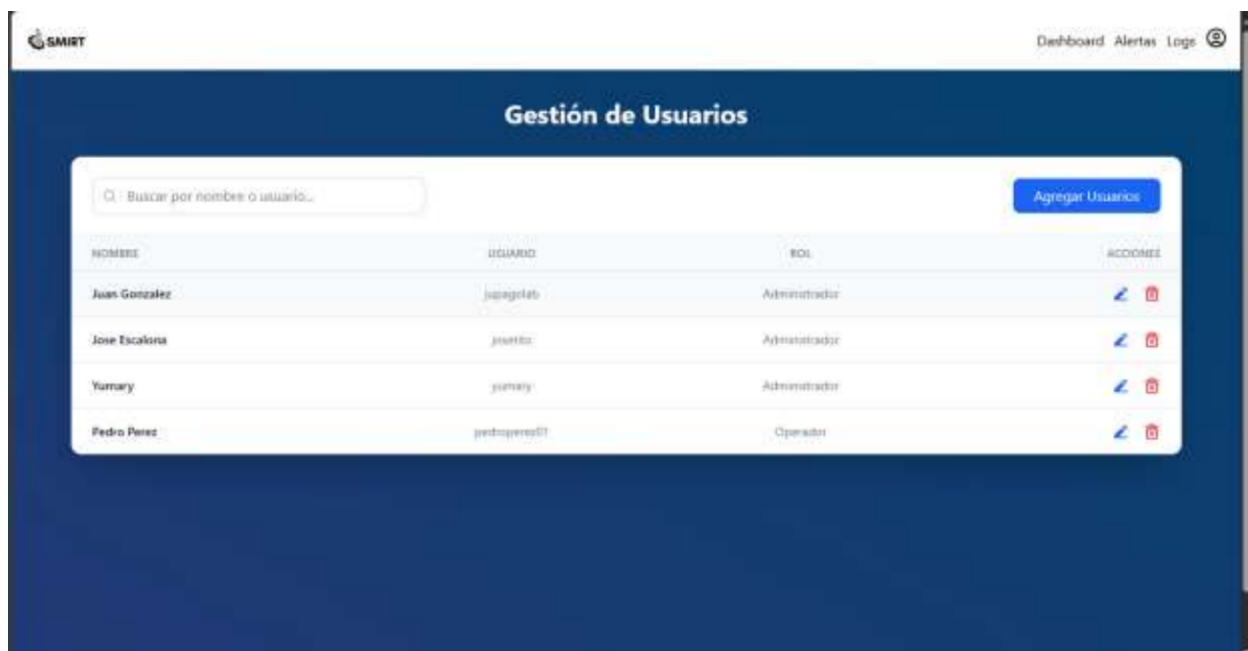 SMIRT
Dashboard Alertas Logs
Gestión de Usuarios
Buscar por nombre o usuario...
Agregar Usuarios
NOMBRE USUARIO ROL ACCIONES
Juan Gonzalez Administrador
Jose Escalona Administrador
Yumary yumary Administrador
Pedro Perez pedroperez01 Operador